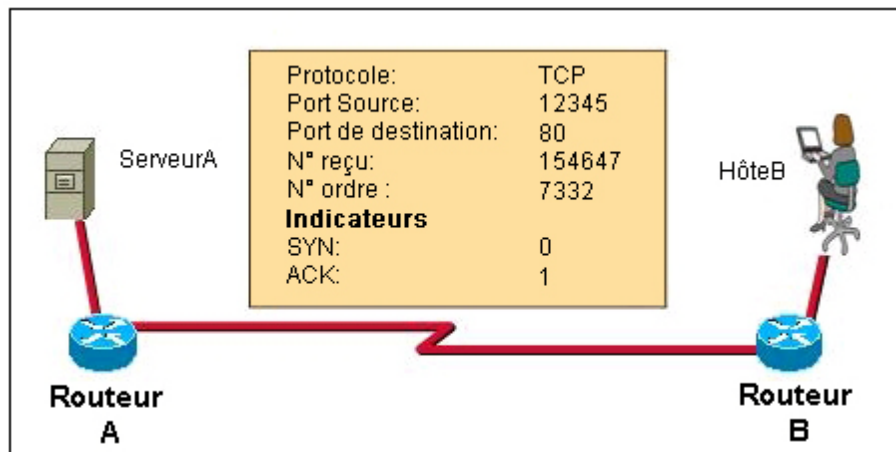 Protocole: TCP
Port Source: 12345
Port de destination: 80
N° reçu: 154647
N° ordre : 7332
Indicateurs
SYN: 0
ACK: 1
ServeurA
HôteB
Routeur
A
Routeur
B